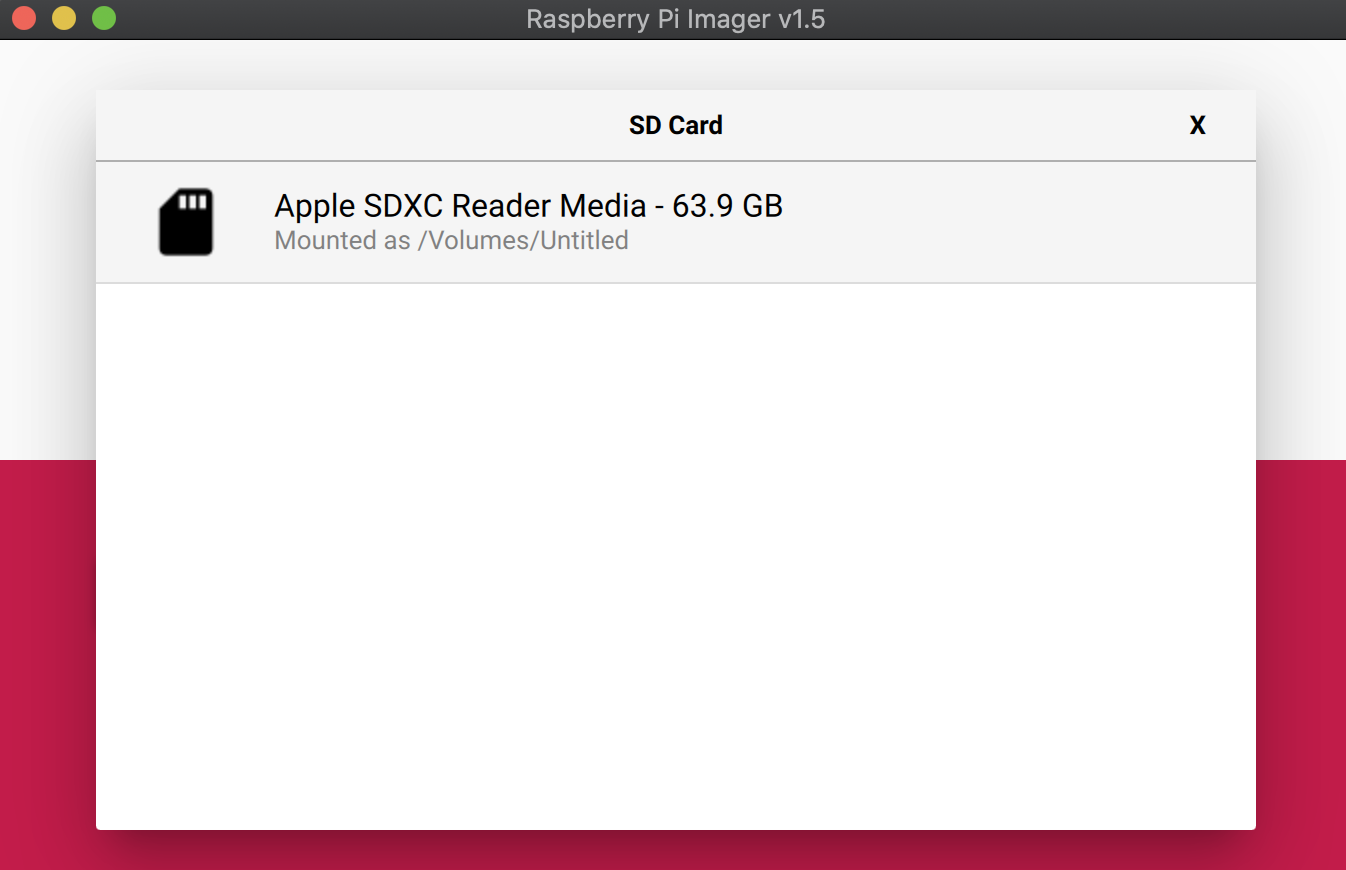 Raspberry Pi Imager v1.5
SD Card
X
Apple SDXC Reader Media - 63.9 GB
Mounted as /Volumes/Untitled